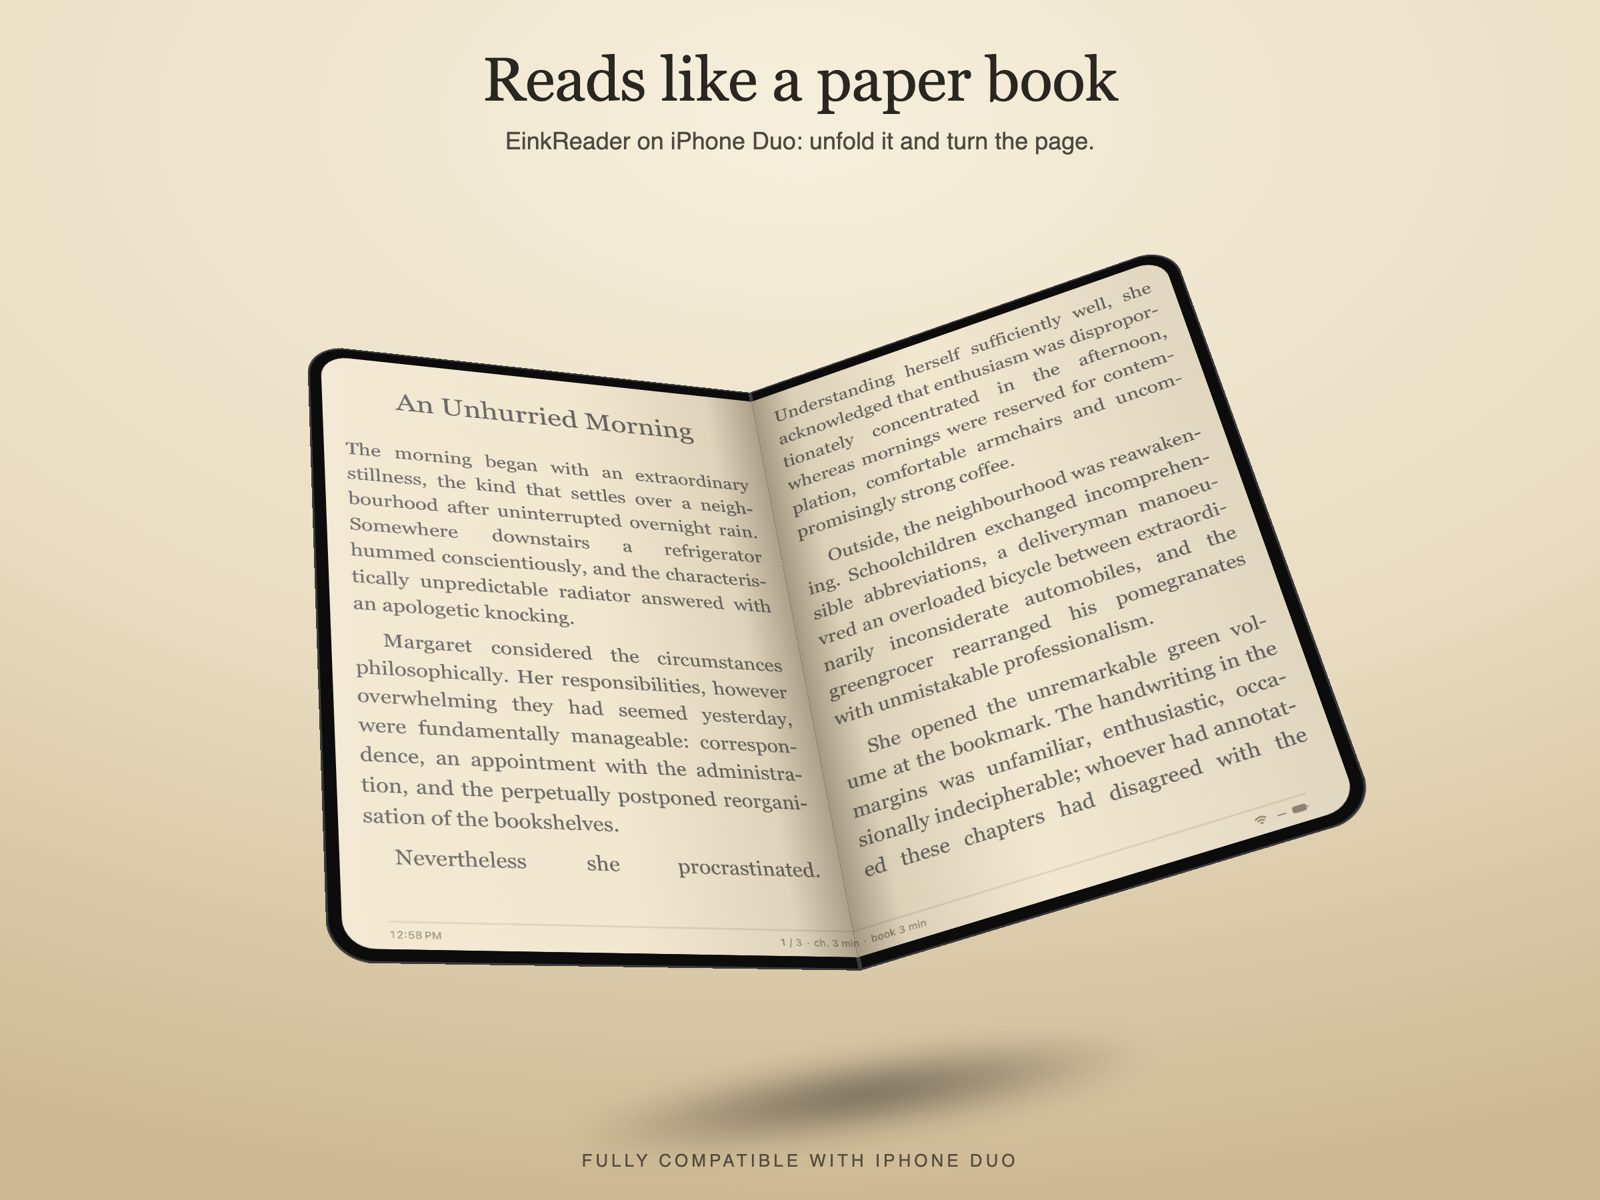 Reads like a paper book
EinkReader on iPhone Duo: unfold it and turn the page.
An Unhurried Morning
The morning began with an extraordinary
stillness, the kind that settles over a neigh-
bourhood after uninterrupted overnight rain.
Somewhere downstairs a refrigerator
hummed conscientiously, and the characteris-
tically unpredictable radiator answered with
an apologetic knocking.
Margaret considered the circumstances
philosophically. Her responsibilities, however
overwhelming they had seemed yesterday,
were fundamentally manageable: correspon-
dence, an appointment with the administra-
tion, and the perpetually postponed reorgani-
sation of the bookshelves.
Nevertheless she procrastinated.
Understanding herself sufficiently well, she
acknowledged that enthusiasm was dispropor-
tionately concentrated in the afternoon,
whereas mornings were reserved for contem-
plation, comfortable armchairs and uncom-
promisingly strong coffee.
Outside, the neighbourhood was reawaken-
ing. Schoolchildren exchanged incomprehen-
sible abbreviations, a deliveryman manoeu-
vred an overloaded bicycle between extraordi-
narily inconsiderate automobiles, and the
greengrocer rearranged his pomegranates
with unmistakable professionalism.
She opened the unremarkable green vol-
ume at the bookmark. The handwriting in the
margins was unfamiliar, enthusiastic, occa-
sionally indecipherable; whoever had annotat-
ed these chapters had disagreed with the
12:58 PM
1 / 3 · ch. 3 min · book 3 min
FULLY COMPATIBLE WITH IPHONE DUO